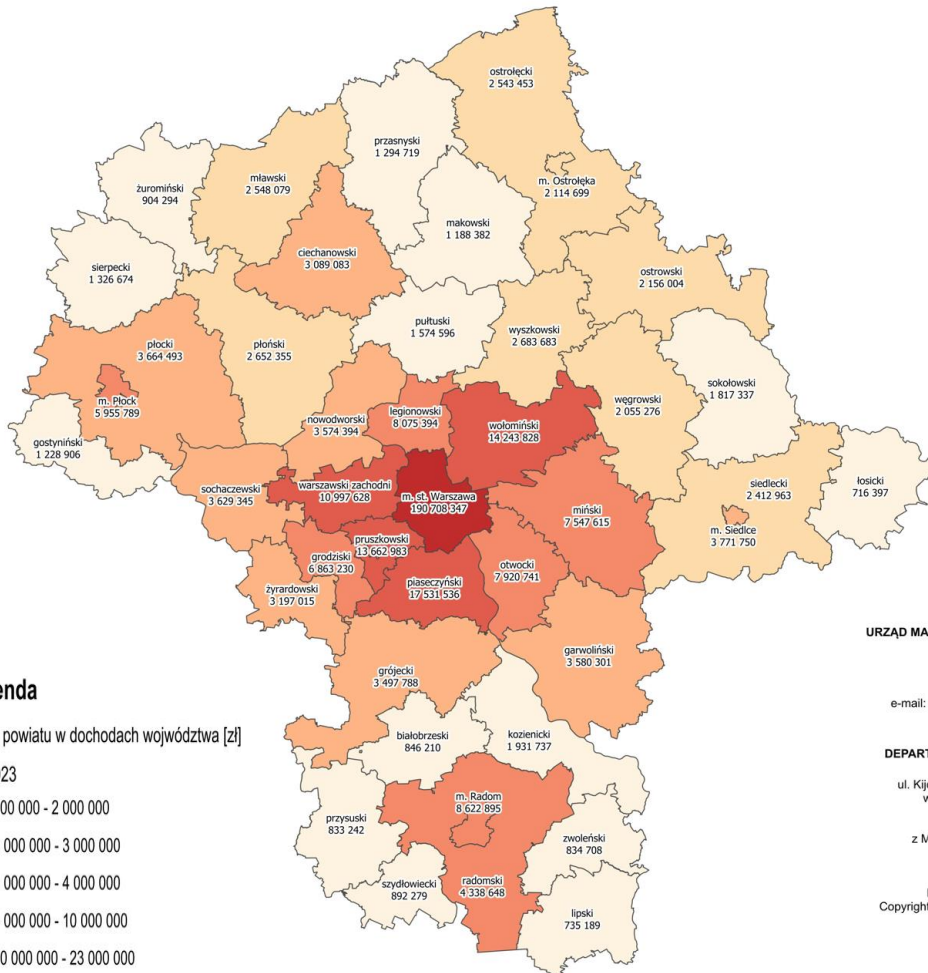 ostrołęcki
2 543 453
przasnyski
1 294 719
m. Ostrołęka
2 114 699
mławski
2 548 079
żuromiński
904 294
makowski
1 188 382
ciechanowski
3 089 083
sierpecki
1 326 674
ostrowski
2 156 004
pułtuski
1 574 596
wyszkowski
2 683 683
płocki
3 664 493
płoński
2 652 355
sokołowski
1 817 337
m. Płock
5 955 789
węgrowski
2 055 276
legionowski
8 075 394
nowodworski
3 574 394
wołomiński
14 243 828
gostyniński
1 228 906
siedlecki
2 412 963
łosicki
716 397
sochaczewski
3 629 345
warszawski zachodni
10 997 628
m. st. Warszawa
190 708 347
miński
7 547 615
m. Siedlce
3 771 750
pruszkowski
13 662 983
grodziski
6 863 230
otwocki
7 920 741
piaseczyński
17 531 536
żyrardowski
3 197 015
garwoliński
3 580 301
grójecki
3 497 788
białobrzeski
846 210
kozienicki
1 931 737
m. Radom
8 622 895
przysuski
833 242
zwoleński
834 708
szydłowiecki
892 279
radomski
4 338 648
lipski
735 189
enda
powiatu w dochodach województwa [zł]
23
00 000 - 2 000 000
000 000 - 3 000 000
000 000 - 4 000 000
000 000 - 10 000 000
0 000 000 - 23 000 000
URZĄD MA
e-mail:
DEPART
ul. Kijo
w
z M
Copyright